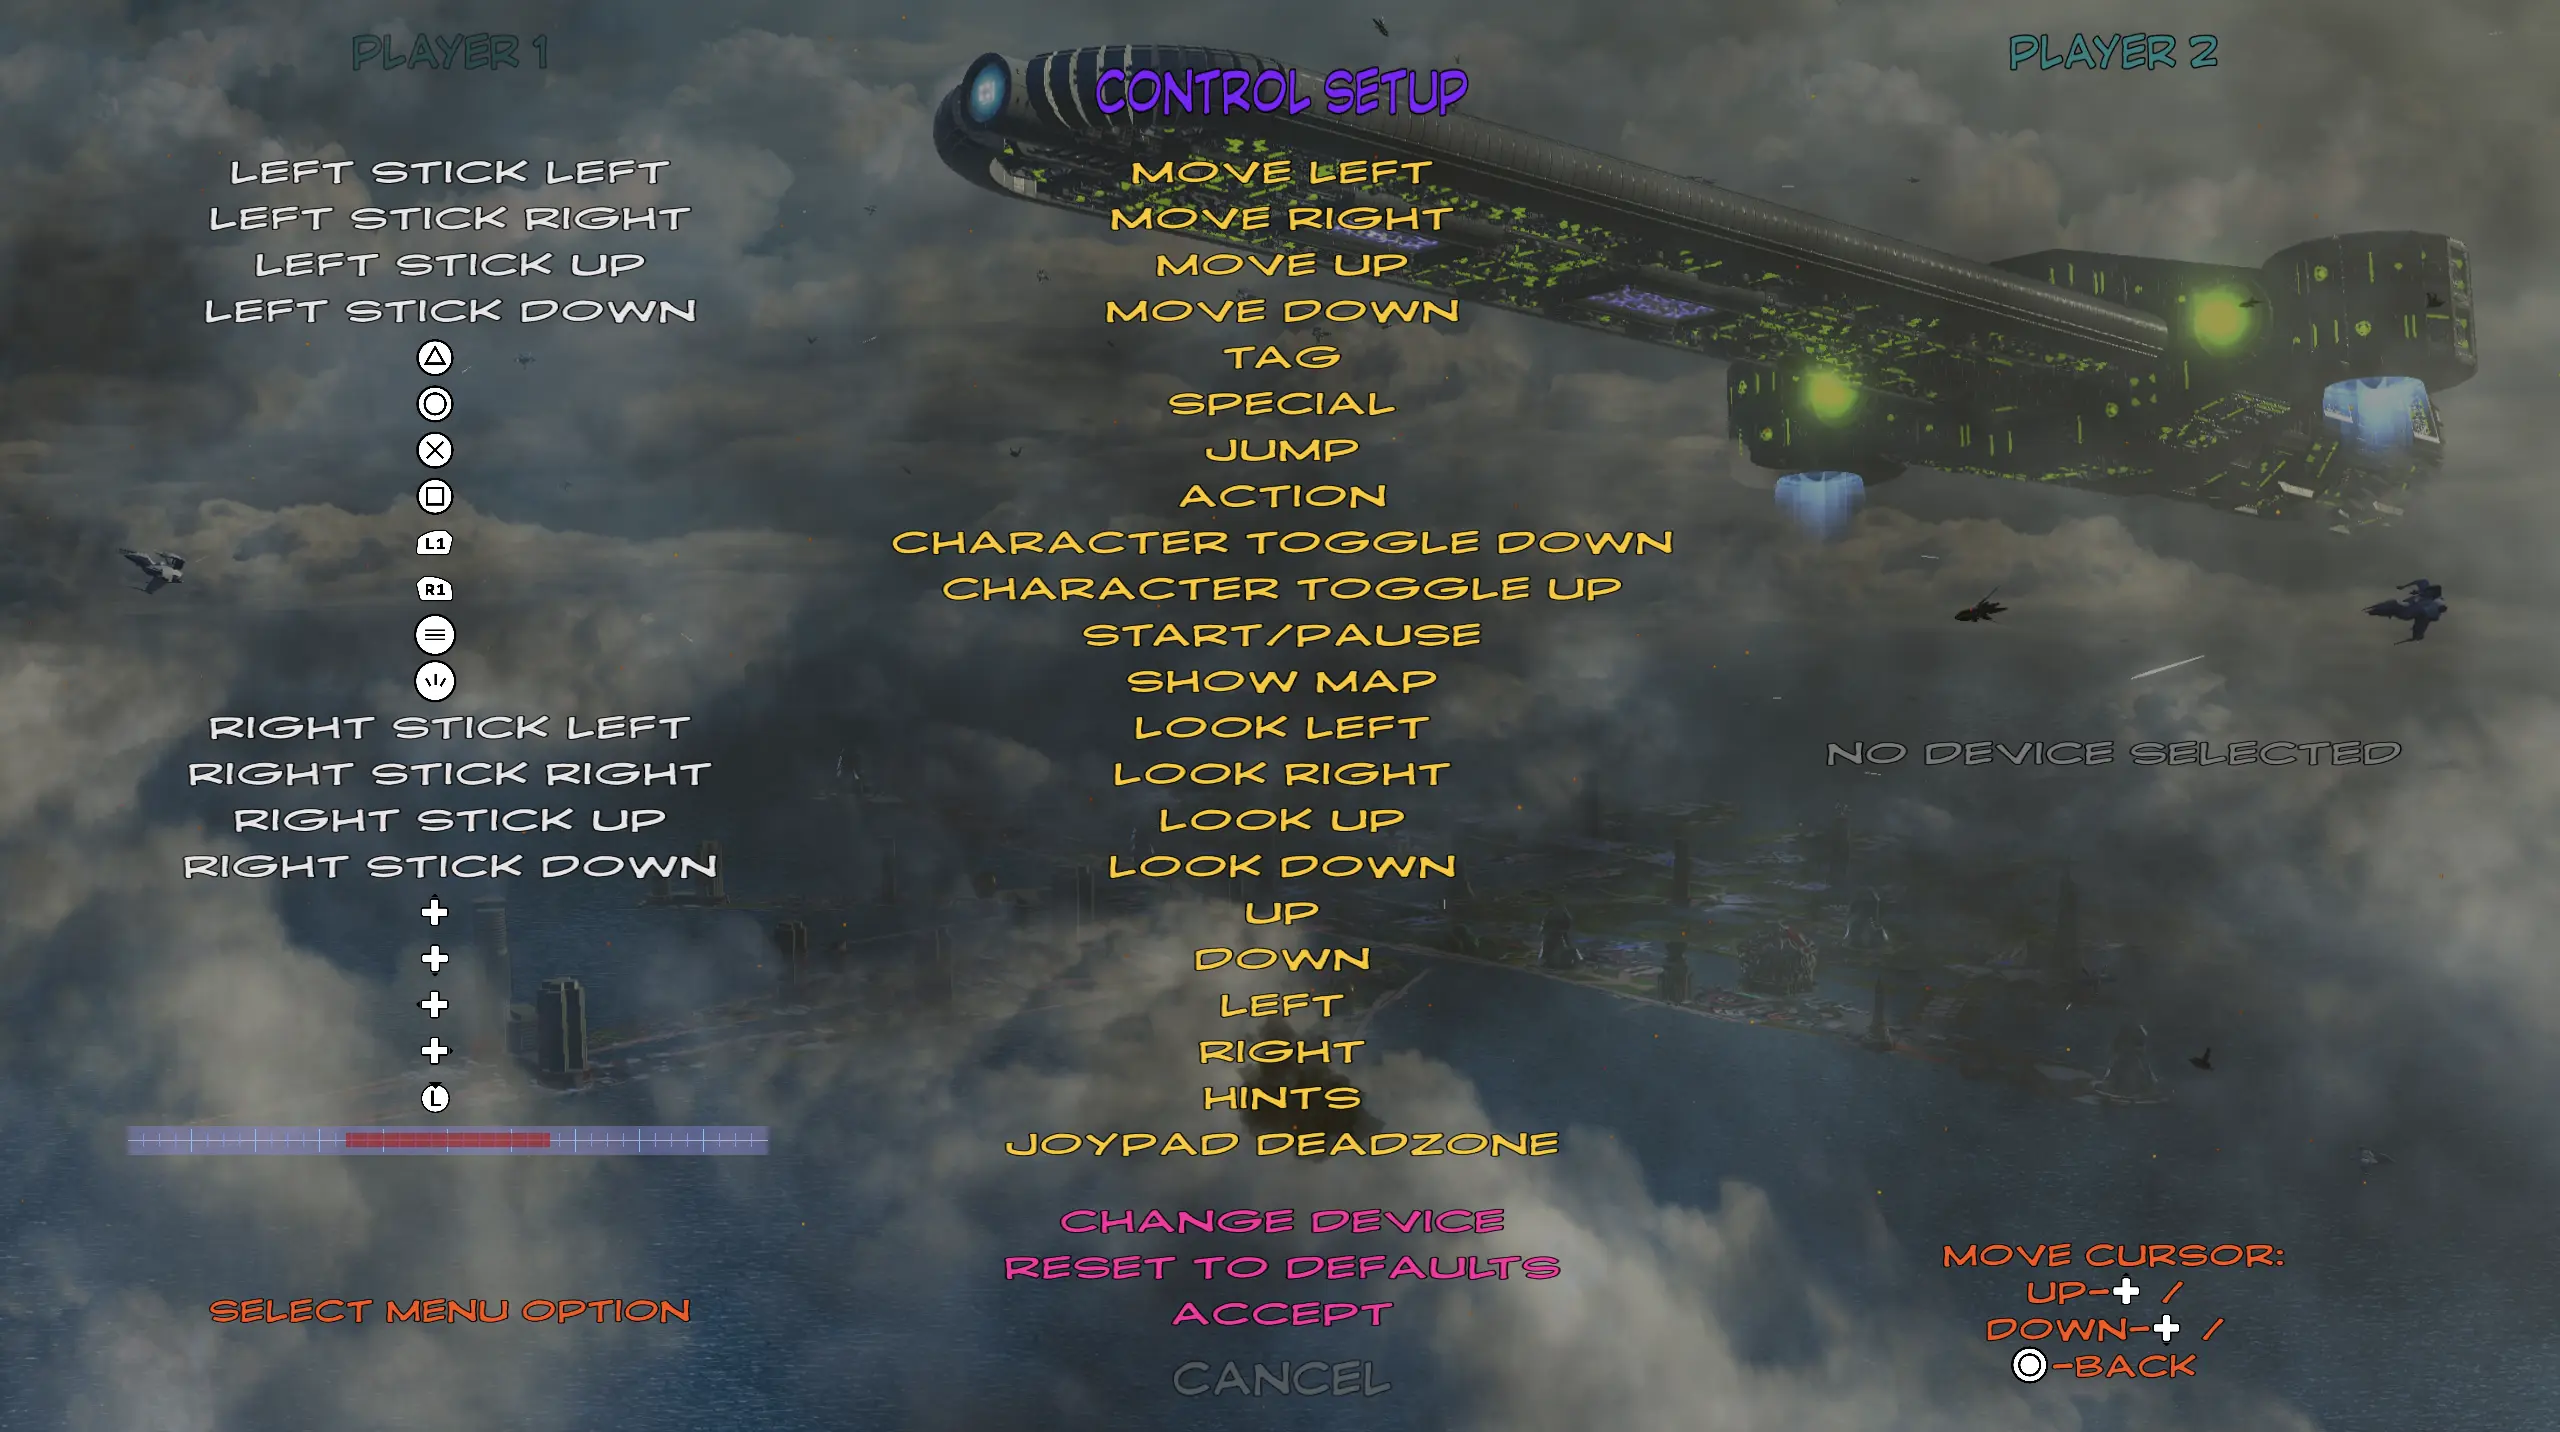 PLAYER 1
PLAYER 2
CONTROL SETUP
LEFT STICK LEFT MOVE LEFT
LEFT STICK RIGHT MOVE RIGHT
LEFT STICK UP MOVE UP
LEFT STICK DOWN MOVE DOWN
TAG
SPECIAL
JUMP
ACTION
L1 CHARACTER TOGGLE DOWN
R1 CHARACTER TOGGLE UP
START/PAUSE
SHOW MAP
RIGHT STICK LEFT LOOK LEFT
RIGHT STICK RIGHT LOOK RIGHT
RIGHT STICK UP LOOK UP
RIGHT STICK DOWN LOOK DOWN
NO DEVICE SELECTED
UP
DOWN
LEFT
RIGHT
L HINTS
JOYPAD DEADZONE
CHANGE DEVICE
RESET TO DEFAULTS
ACCEPT
CANCEL
SELECT MENU OPTION
MOVE CURSOR:
UP- /
DOWN- /
-BACK